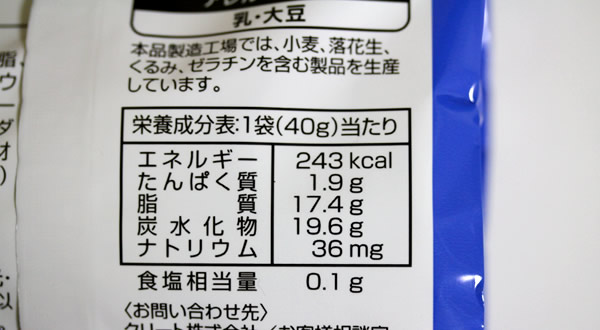 乳・大豆
本品製造工場では、小麦、落花生、
くるみ、ゼラチンを含む製品を生産
しています。
栄養成分表:1袋(40g)当たり
エネルギー 243 kcal
たんぱく質 1.9 g
脂質 17.4 g
炭水化物 19.6 g
ナトリウム 36 mg
食塩相当量 0.1 g
〈お問い合わせ先〉